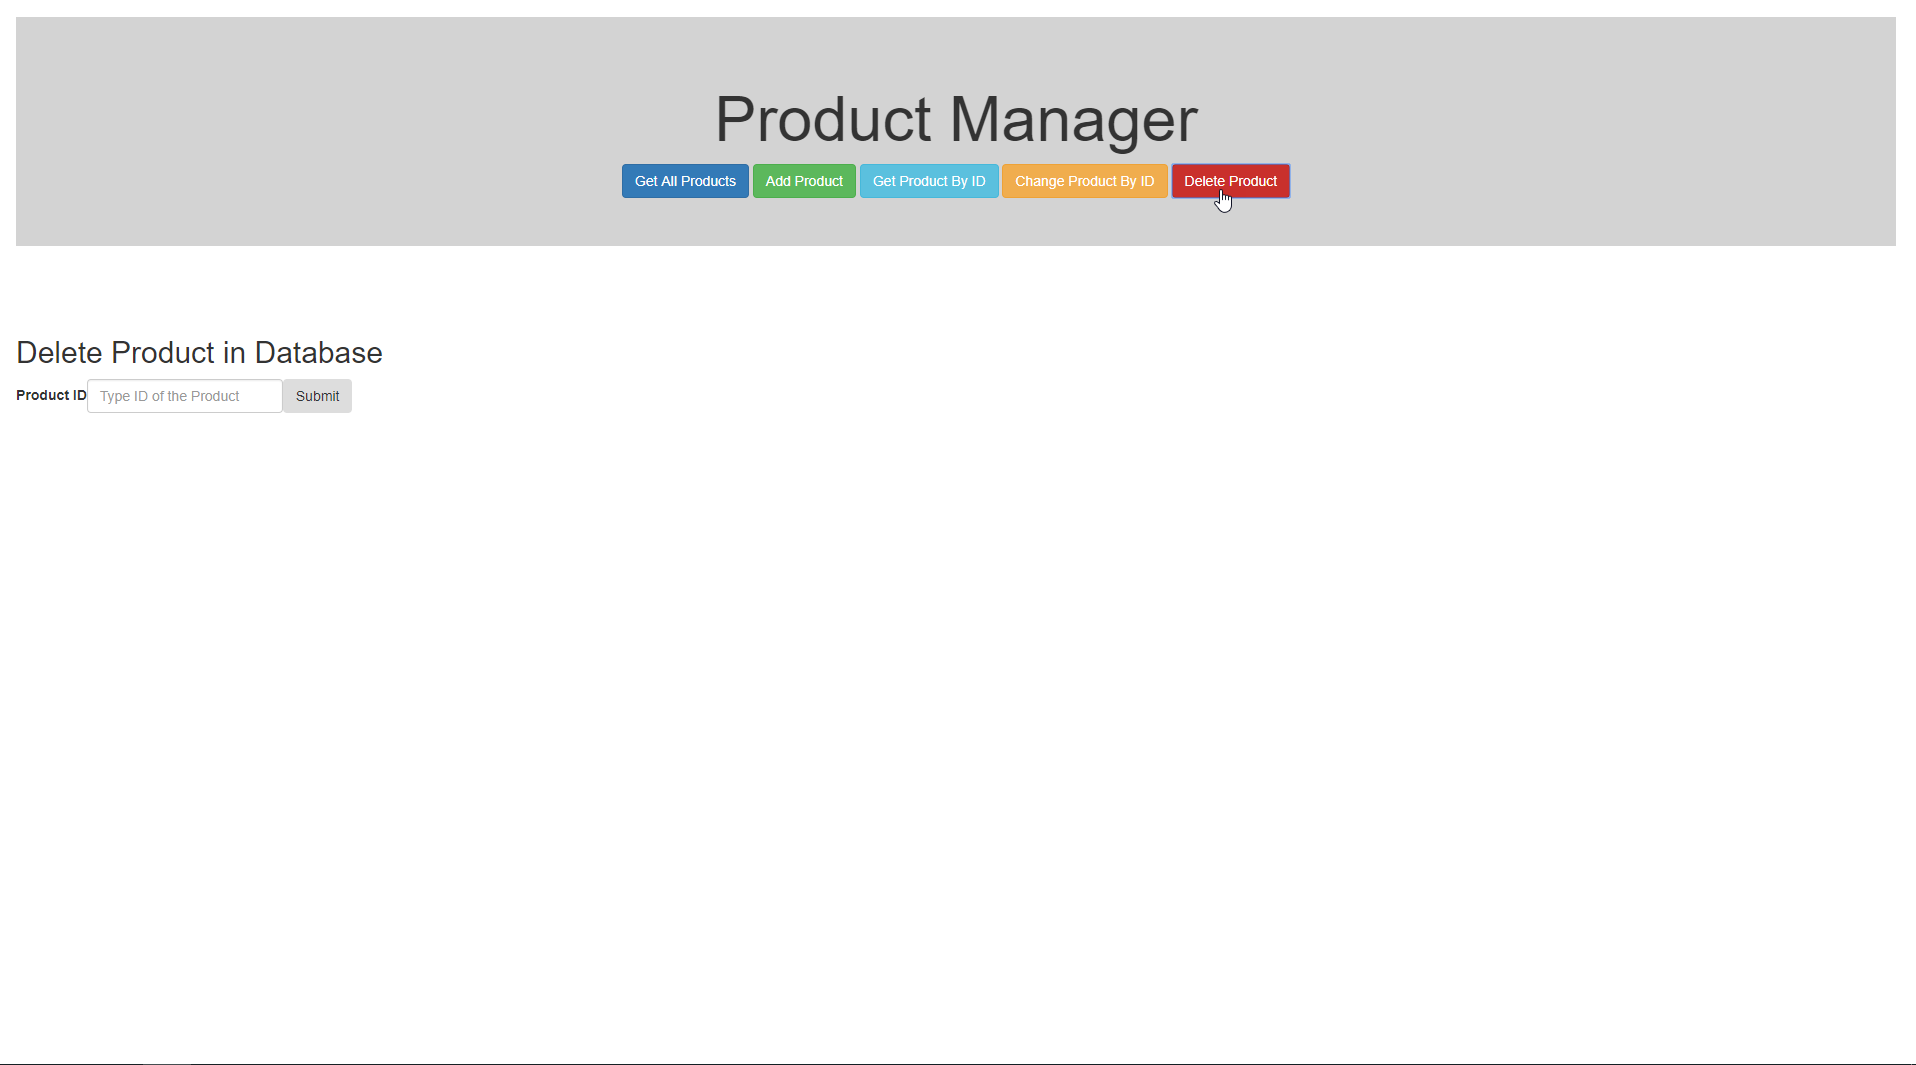 Product Manager
Get All Products Add Product Get Product By ID Change Product By ID Delete Product
Delete Product in Database
Product ID Type ID of the Product Submit